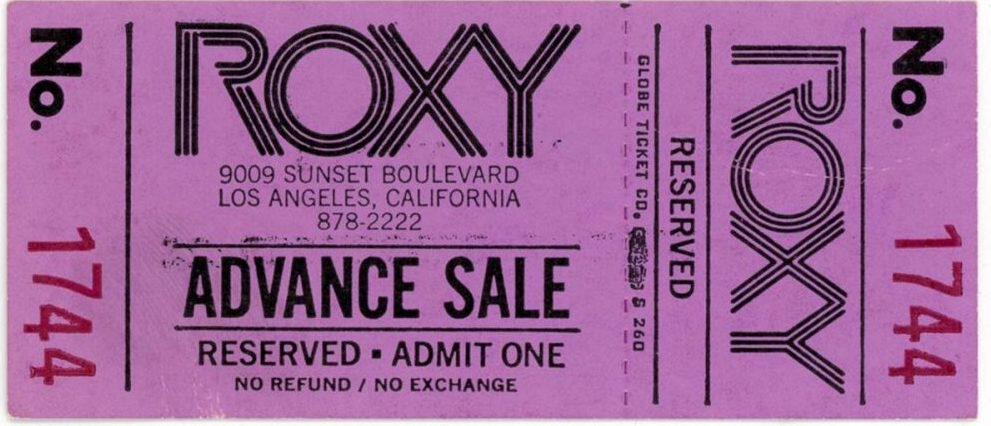 No. 1744
ROXY
9009 SUNSET BOULEVARD
LOS ANGELES, CALIFORNIA
878-2222
ADVANCE SALE
RESERVED ▪ ADMIT ONE
NO REFUND / NO EXCHANGE
GLOBE TICKET CO. S 260
RESERVED
ROXY
No. 1744